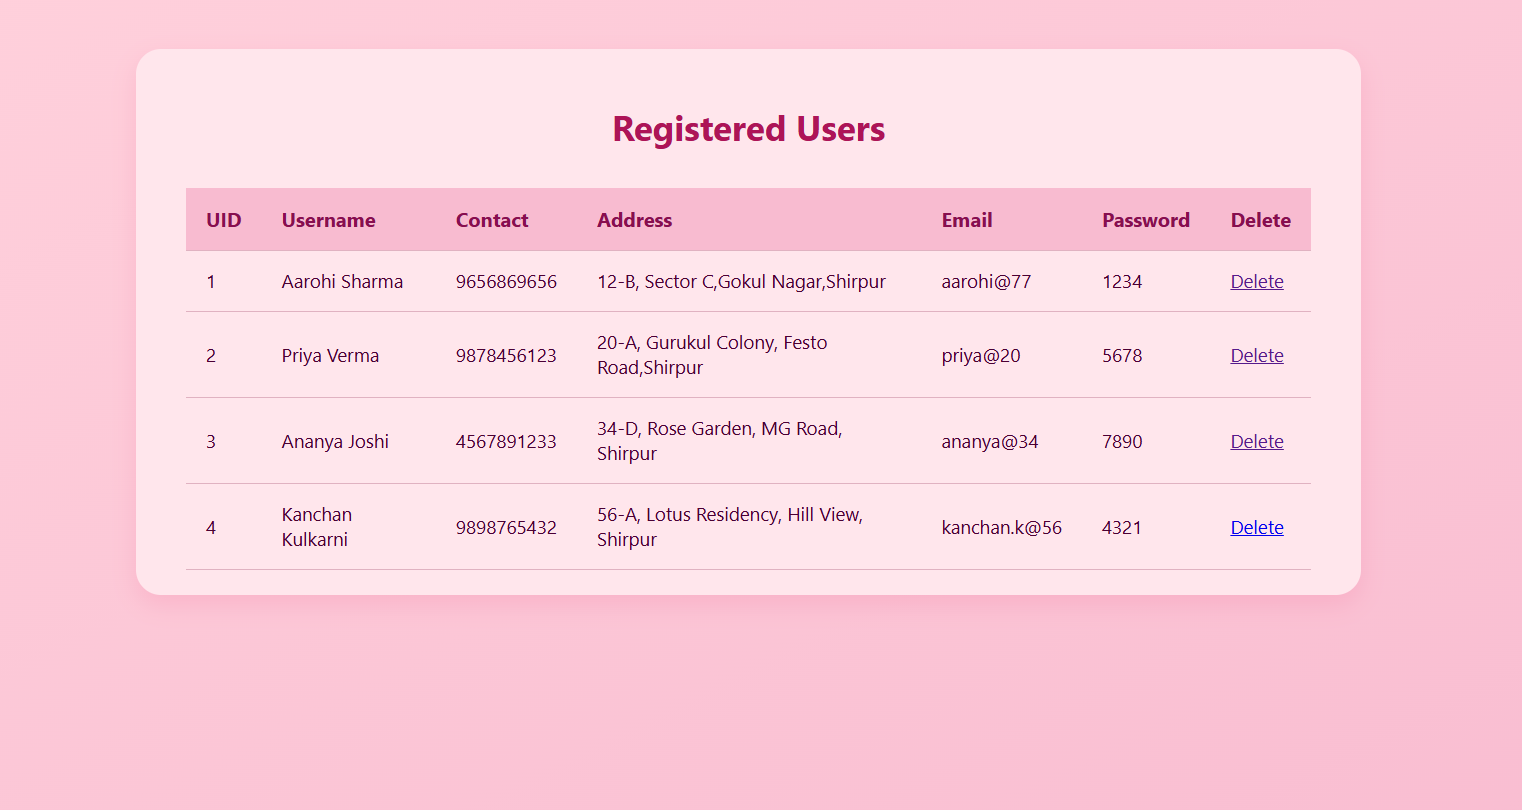 Registered Users
UID Username Contact Address Email Password Delete
1 Aarohi Sharma 9656869656 12-B, Sector C,Gokul Nagar,Shirpur aarohi@77 1234 Delete
2 Priya Verma 9878456123 20-A, Gurukul Colony, Festo
Road,Shirpur priya@20 5678 Delete
3 Ananya Joshi 4567891233 34-D, Rose Garden, MG Road,
Shirpur ananya@34 7890 Delete
4 Kanchan
Kulkarni 9898765432 56-A, Lotus Residency, Hill View,
Shirpur kanchan.k@56 4321 Delete